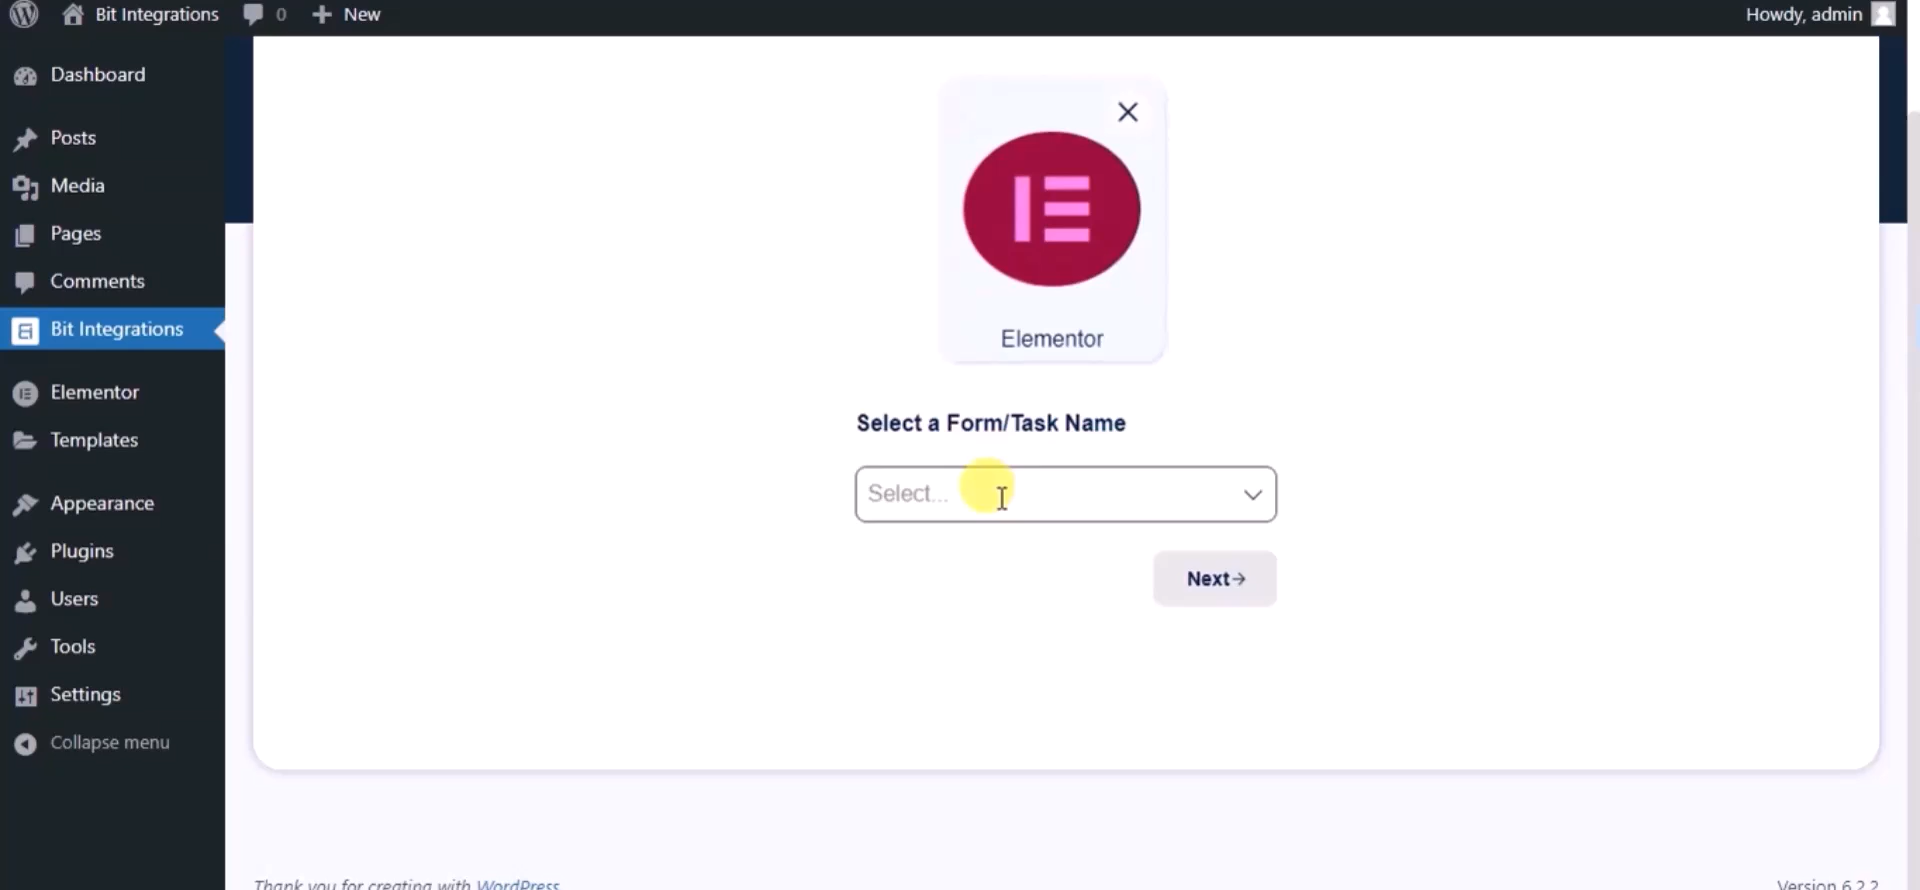 Bit Integrations 0 New Howdy, admin
Dashboard
Posts
Media
Pages
Comments
Bit Integrations
Elementor
Templates
Appearance
Plugins
Users
Tools
Settings
Collapse menu
Elementor
Select a Form/Task Name
Select...
Next→
Thank you for creating with WordPress
Version 6.2.2